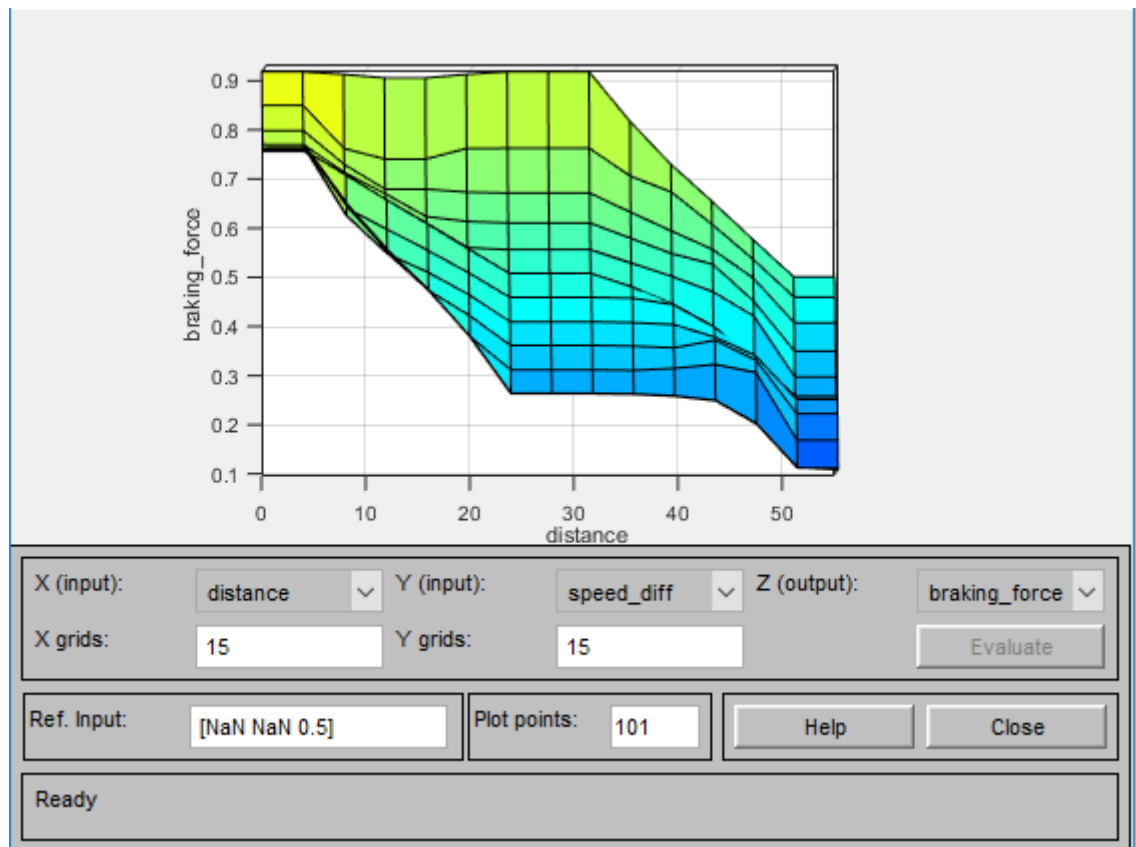 0.9
0.8
0.7
0.6
0.5
0.4
0.3
0.2
0.1
braking_force
0 10 20 30 40 50
distance
X (input): distance Y (input): speed_diff Z (output): braking_force
X grids: 15 Y grids: 15 Evaluate
Ref. Input: [NaN NaN 0.5] Plot points: 101 Help Close
Ready